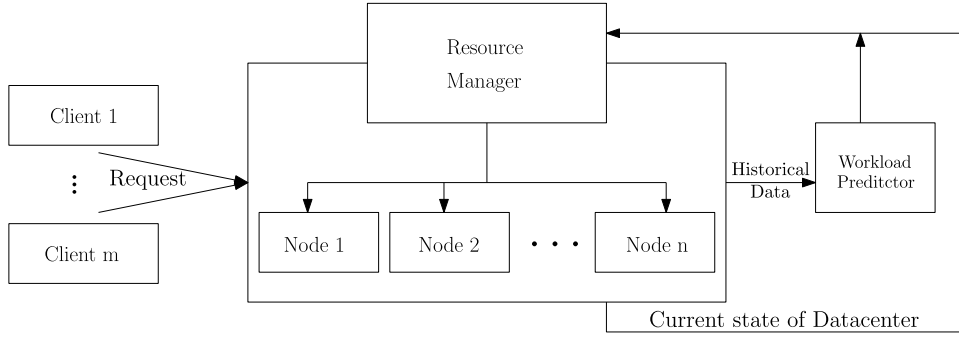 Resource
Manager
Client 1
Request
Client m
Node 1
Node 2
Node n
Historical
Data
Workload
Preditctor
Current state of Datacenter